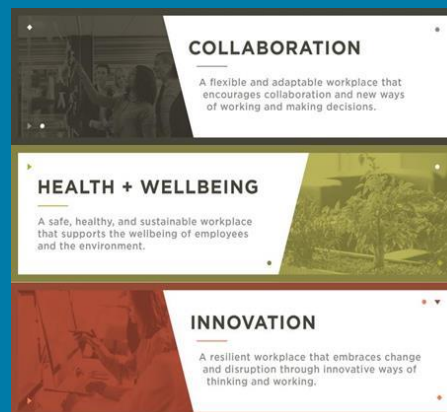 COLLABORATION
A flexible and adaptable workplace that
encourages collaboration and new ways
of working and making decisions.
HEALTH + WELLBEING
A safe, healthy, and sustainable workplace
that supports the wellbeing of employees
and the environment.
INNOVATION
A resilient workplace that embraces change
and disruption through innovative ways of
thinking and working.